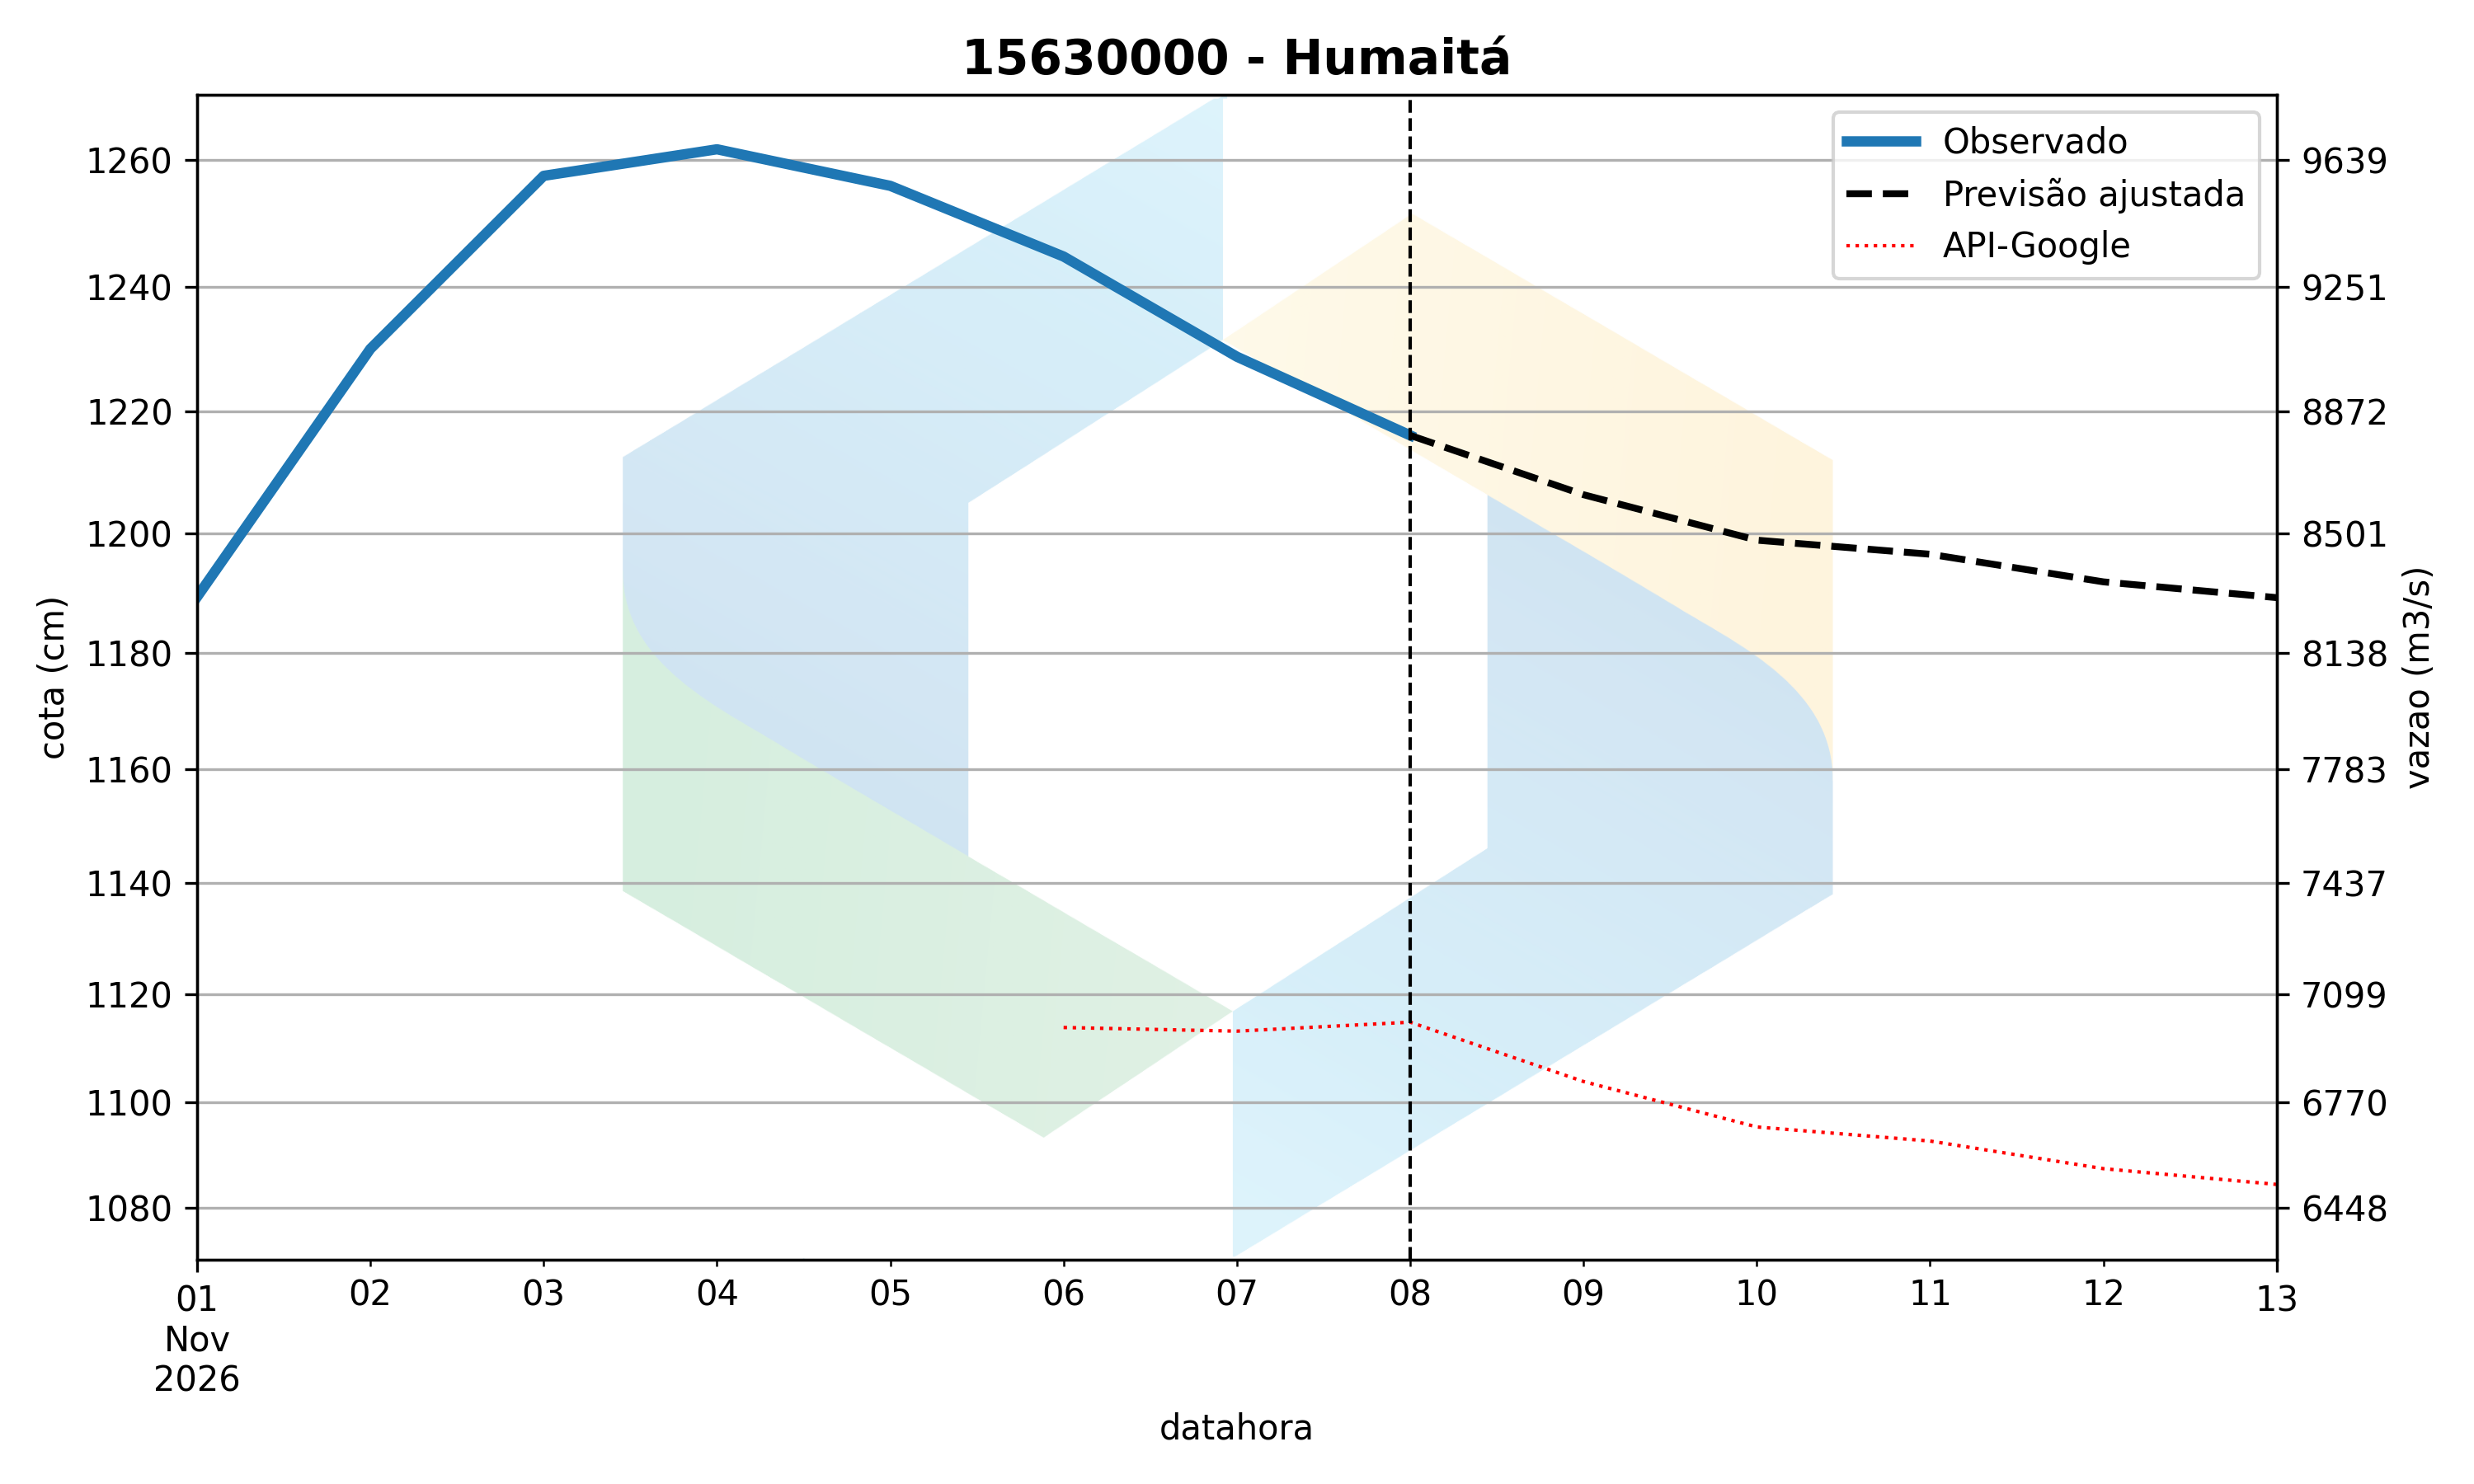 15630000 - Humaitá
Observado
Previsão ajustada
API-Google
1260
1240
1220
1200
1180
1160
1140
1120
1100
1080
cota (cm)
9639
9251
8872
8501
8138
7783
7437
7099
6770
6448
vazao (m3/s)
01 02 03 04 05 06 07 08 09 10 11 12 13
Nov
2026
datahora